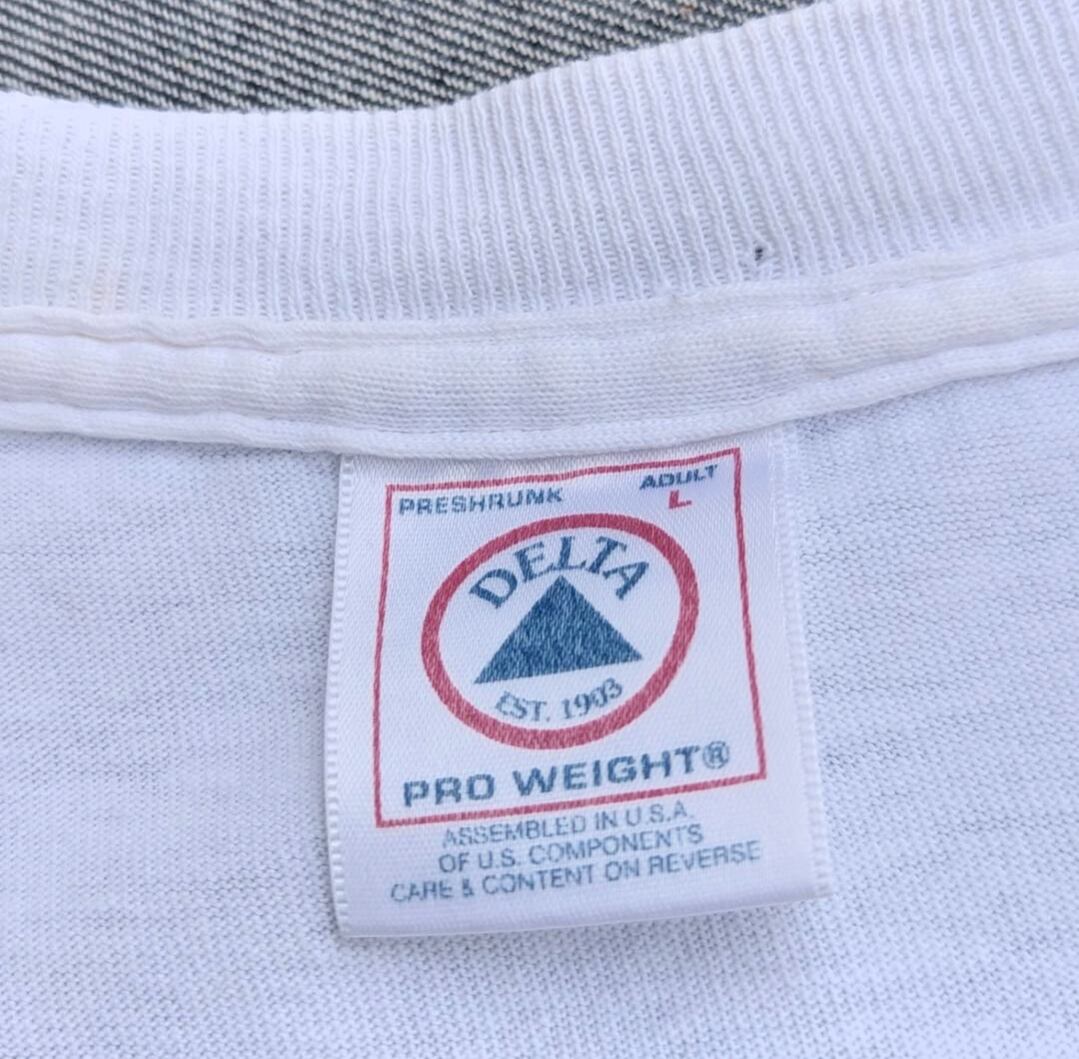 PRESHRUNK
ADULT
L
DELTA
EST. 1903
PRO WEIGHT®
ASSEMBLED IN U.S.A.
OF U.S. COMPONENTS
CARE & CONTENT ON REVERSE